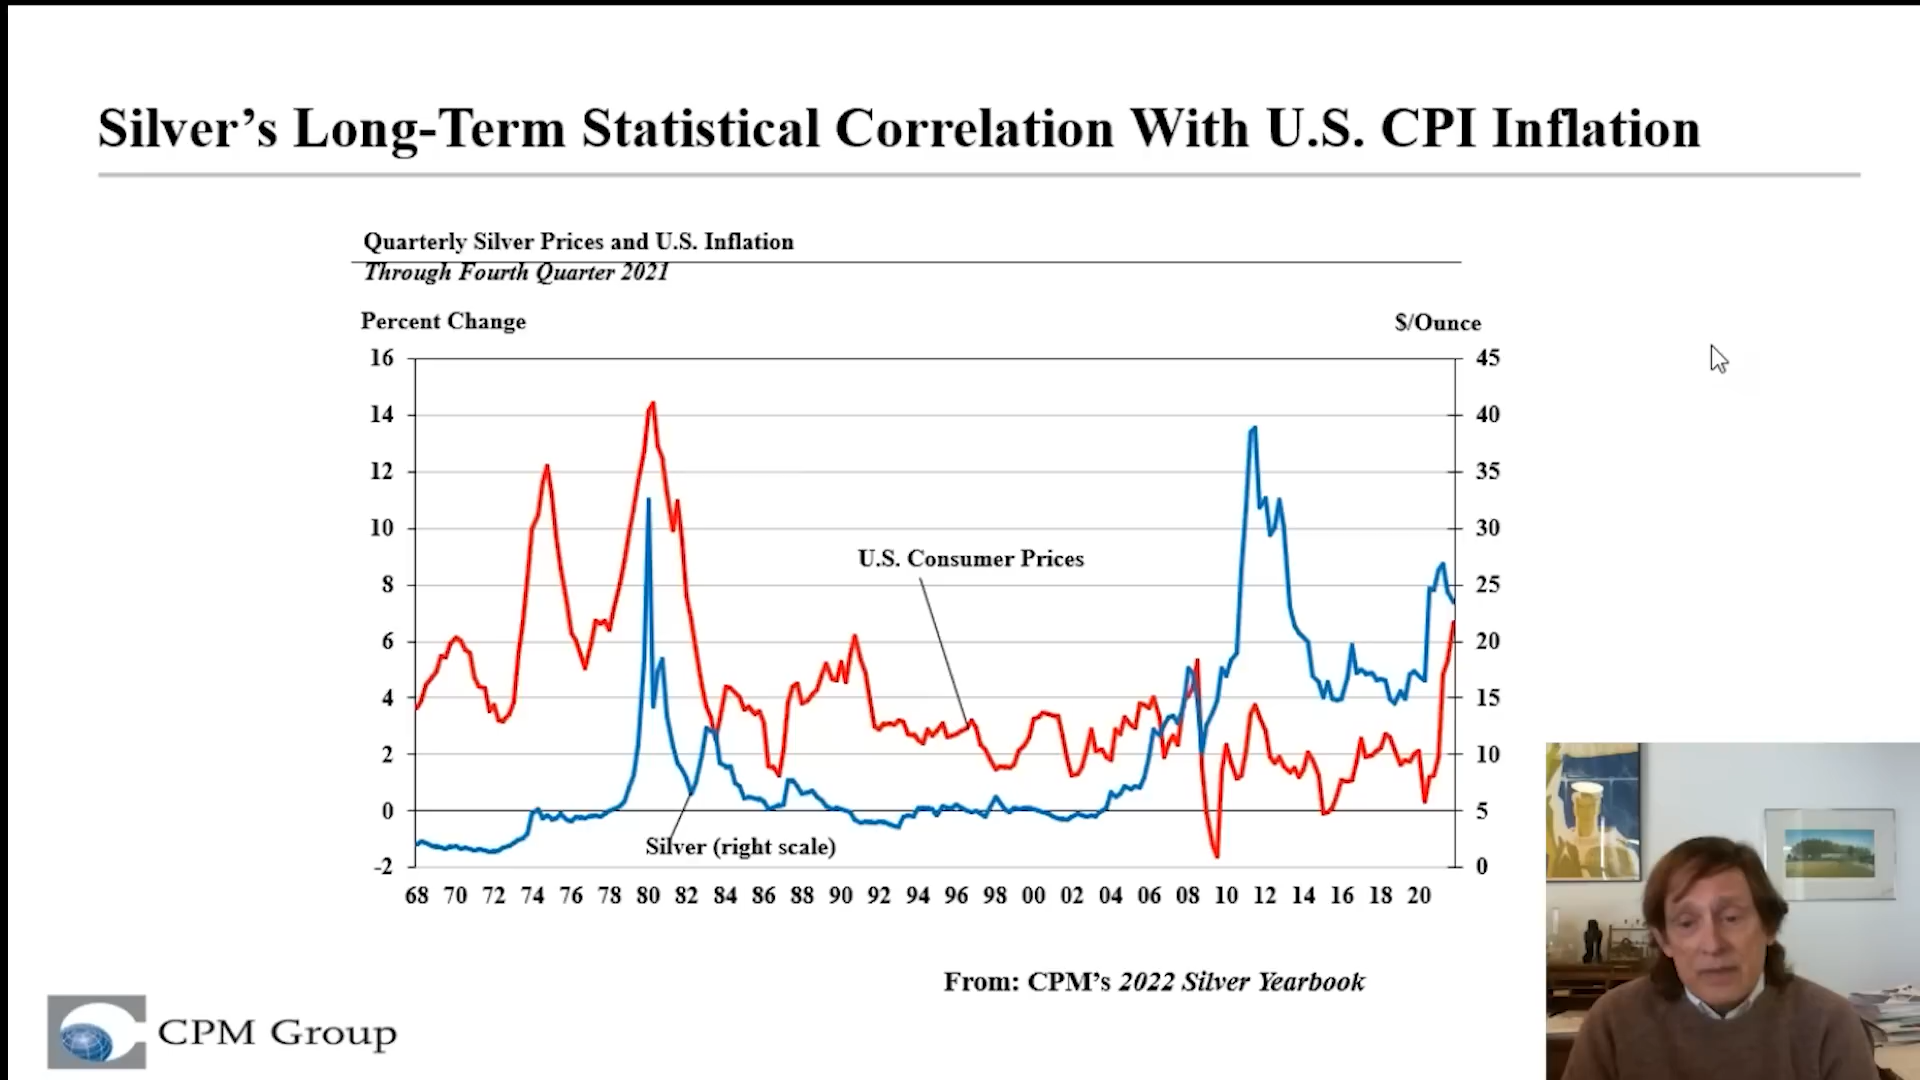 Silver’s Long-Term Statistical Correlation With U.S. CPI Inflation
Quarterly Silver Prices and U.S. Inflation
Through Fourth Quarter 2021
Percent Change
$/Ounce
16
45
14
40
12
35
10
30
U.S. Consumer Prices
8
25
6
20
4
15
2
10
0
5
Silver (right scale)
-2
0
68 70 72 74 76 78 80 82 84 86 88 90 92 94 96 98 00 02 04 06 08 10 12 14 16 18 20
From: CPM’s 2022 Silver Yearbook
CPM Group